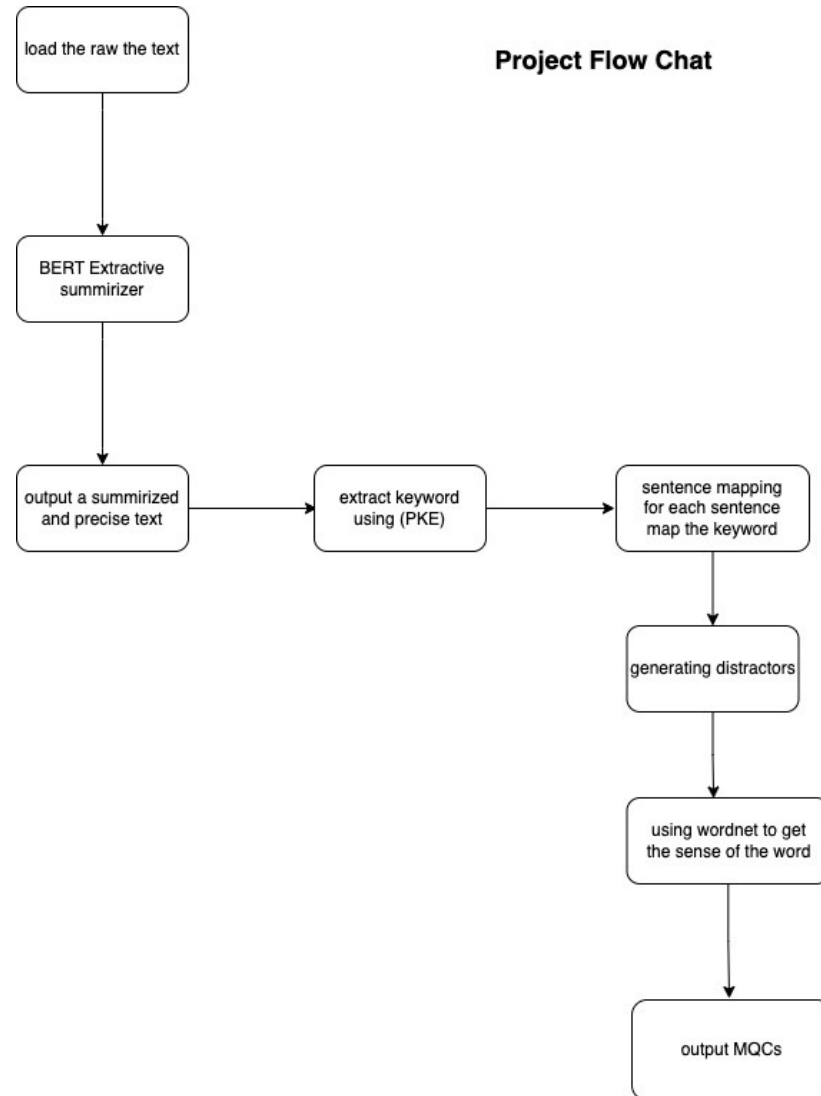 Project Flow Chat
load the raw the text
BERT Extractive
summirizer
output a summirized
and precise text
extract keyword
using (PKE)
sentence mapping
for each sentence
map the keyword
generating distractors
using wordnet to get
the sense of the word
output MQCs